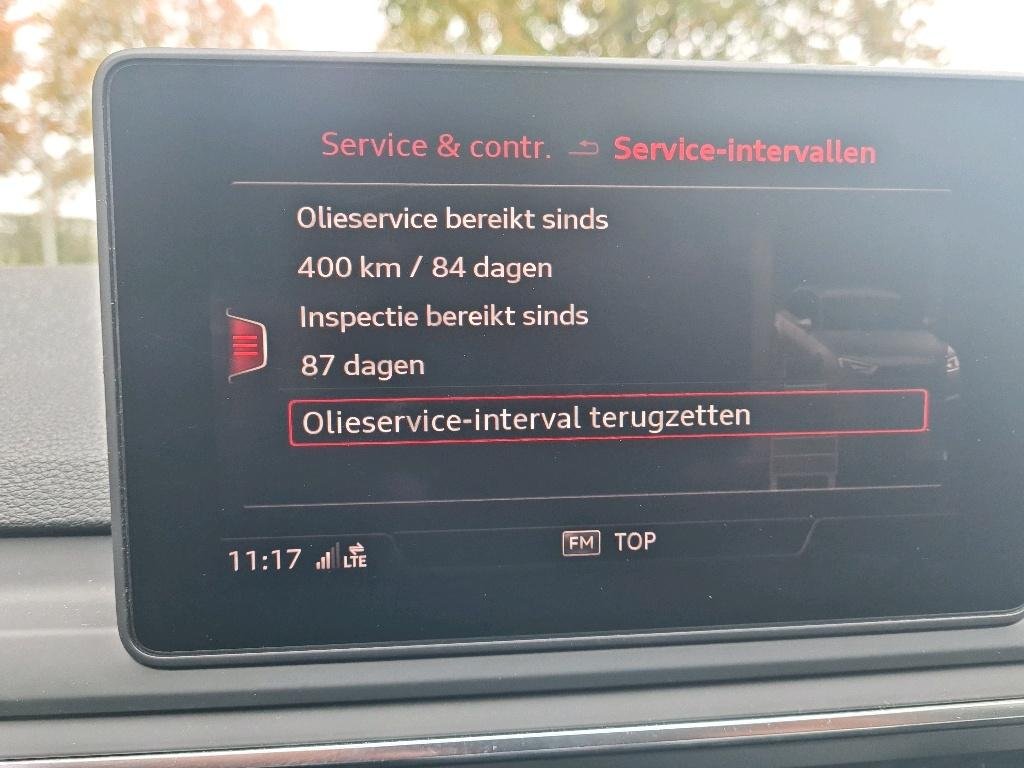 Service & contr. Service-intervallen
Olieservice bereikt sinds
400 km / 84 dagen
Inspectie bereikt sinds
87 dagen
Olieservice-interval terugzetten
11:17 LTE FM TOP